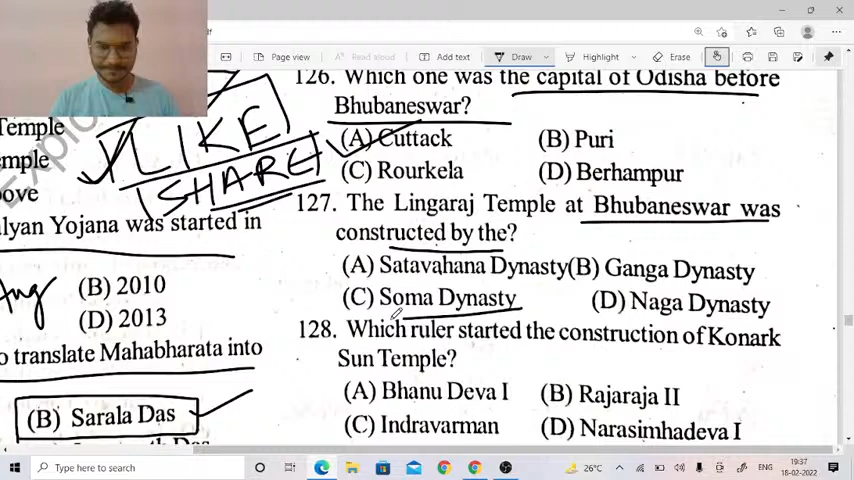 df
Page view
Read aloud
Add text
Draw
Highlight
Erase
Temple
emple
ove
Explo
LIKE
SHARE
alyan Yojana was started in
Aug
(B) 2010
(D) 2013
o translate Mahabharata into
(B) Sarala Das
126. Which one was the capital of Odisha before
Bhubaneswar?
(A) Cuttack (B) Puri
(C) Rourkela (D) Berhampur
127. The Lingaraj Temple at Bhubaneswar was
constructed by the?
(A) Satavahana Dynasty(B) Ganga Dynasty
(C) Soma Dynasty (D) Naga Dynasty
128. Which ruler started the construction of Konark
Sun Temple?
(A) Bhanu Deva I (B) Rajaraja II
(C) Indravarman (D) Narasimhadeva I
Type here to search
26°C
ENG
19:37
18-02-2022